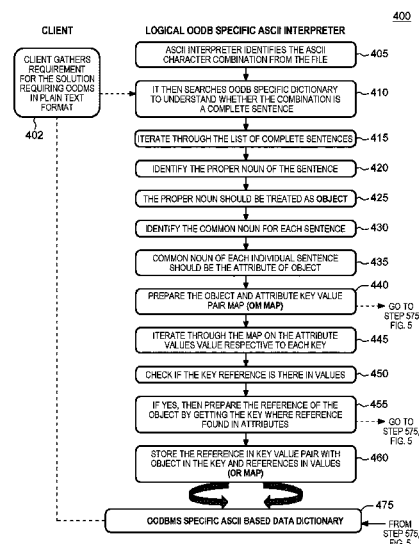 400
CLIENT
LOGICAL OODB SPECIFIC ASCII INTERPRETER
CLIENT GATHERS
REQUIREMENT
FOR THE SOLUTION
REQUIRING OODMS
IN PLAIN TEXT
FORMAT
402
ASCII INTERPRETER IDENTIFIES THE ASCII
CHARACTER COMBINATION FROM THE FILE
405
IT THEN SEARCHES OODB SPECIFIC DICTIONARY
TO UNDERSTAND WHETHER THE COMBINATION IS
A COMPLETE SENTENCE
410
ITERATE THROUGH THE LIST OF COMPLETE SENTENCES
415
IDENTIFY THE PROPER NOUN OF THE SENTENCE
420
THE PROPER NOUN SHOULD BE TREATED AS OBJECT
425
IDENTIFY THE COMMON NOUN FOR EACH SENTENCE
430
COMMON NOUN OF EACH INDIVIDUAL SENTENCE
SHOULD BE THE ATTRIBUTE OF OBJECT
435
PREPARE THE OBJECT AND ATTRIBUTE KEY VALUE
PAIR MAP (OM MAP)
440
GO TO
STEP 575,
FIG. 5
ITERATE THROUGH THE MAP ON THE ATTRIBUTE
VALUES VALUE RESPECTIVE TO EACH KEY
445
CHECK IF THE KEY REFERENCE IS THERE IN VALUES
450
IF YES, THEN PREPARE THE REFERENCE OF THE
OBJECT BY GETTING THE KEY WHERE REFERENCE
FOUND IN ATTRIBUTES
455
GO TO
STEP 575,
FIG. 5
STORE THE REFERENCE IN KEY VALUE PAIR WITH
OBJECT IN THE KEY AND REFERENCES IN VALUES
(OR MAP)
460
OODBMS SPECIFIC ASCII BASED DATA DICTIONARY
475
FROM
STEP 575,
FIG. 5